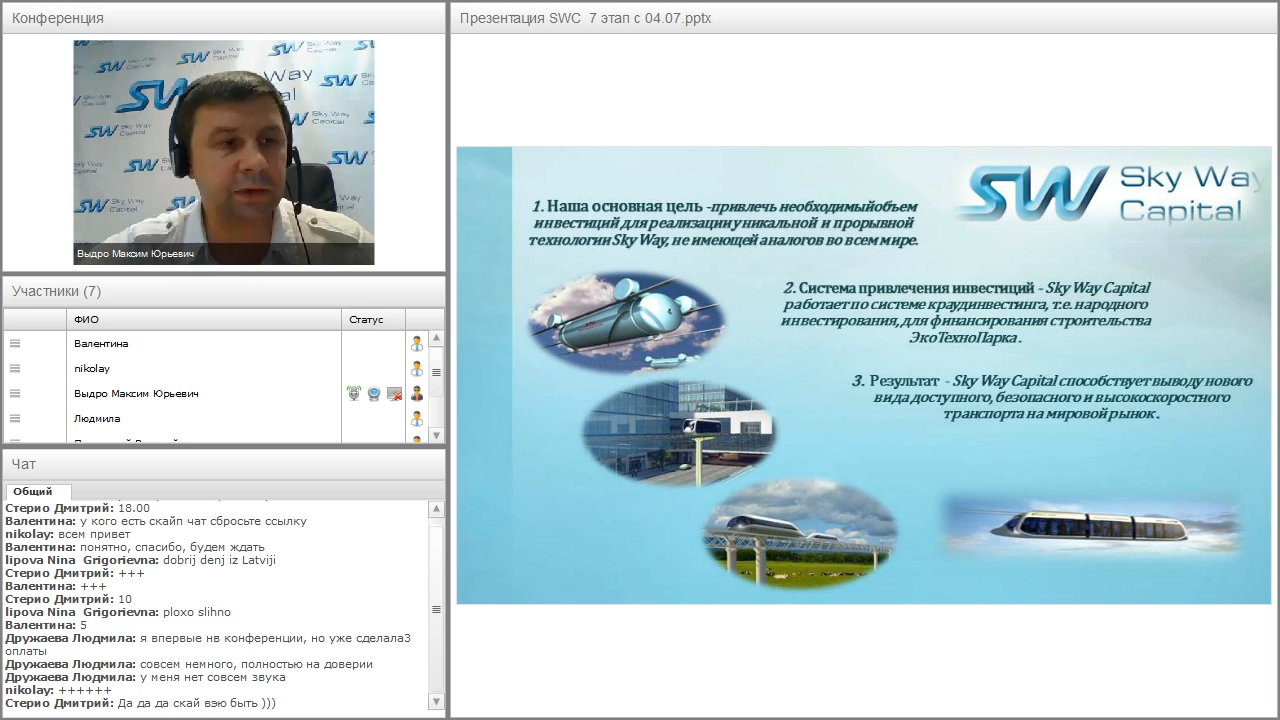 Конференция
Sky Way
Capital
SW
Выдро Максим Юрьевич
Участники (7)
ФИО
Статус
Валентина
nikolay
Выдро Максим Юрьевич
Людмила
Чат
Общий
Стерио Дмитрий: 18.00
Валентина: у кого есть скайп чат сбросьте ссылку
nikolay: всем привет
Валентина: понятно, спасибо, будем ждать
lipova Nina Grigorievna: dobrij denj iz Latviji
Стерио Дмитрий: +++
Валентина: +++
Стерио Дмитрий: 10
lipova Nina Grigorievna: ploxo slihno
Валентина: 5
Дружаева Людмила: я впервые нв конференции, но уже сделала3
оплаты
Дружаева Людмила: совсем немного, полностью на доверии
Дружаева Людмила: у меня нет совсем звука
nikolay: ++++++
Стерио Дмитрий: Да да да скай вэю быть )))
Презентация SWC 7 этап с 04.07.pptx
SW Sky Way
Capital
1. Наша основная цель -привлечь необходимыйобъем
инвестиций для реализации уникальной и прорывной
технологии Sky Way, не имеющей аналогов во всем мире.
2. Система привлечения инвестиций - Sky Way Capital
работает по системе краудинвестинга, т.е. народного
инвестирования, для финансирования строительства
ЭкоТехноПарка .
3. Результат - Sky Way Capital способствует выводу нового
вида доступного, безопасного и высокоскоростного
транспорта на мировой рынок .